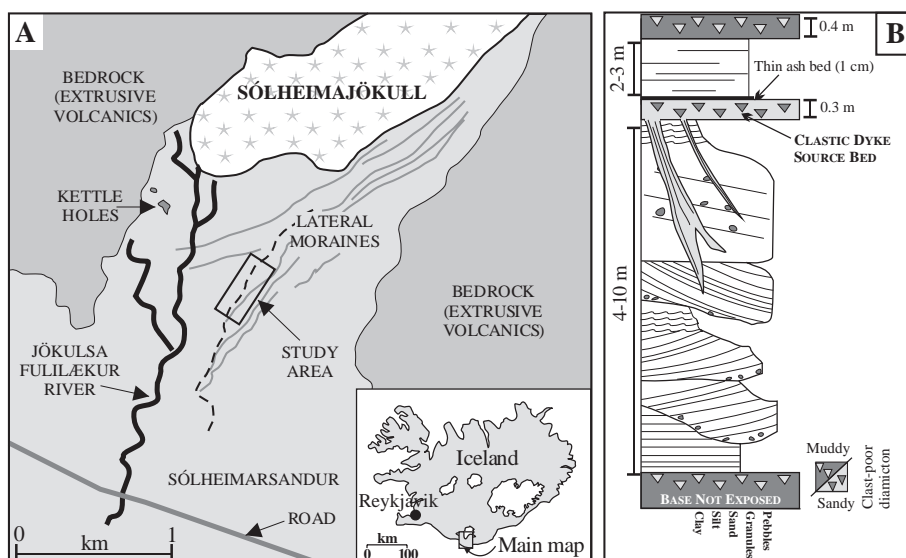 A
BEDROCK
(EXTRUSIVE
VOLCANICS)
SÓLHEIMAJÖKULL
KETTLE
HOLES
LATERAL
MORAINES
BEDROCK
(EXTRUSIVE
VOLCANICS)
STUDY
AREA
JÖKULSA
FULILÆKUR
RIVER
SÓLHEIMARSANDUR
ROAD
0 1
km
Iceland
Reykjavik
km
0 100
Main map
B
0.4 m
2-3 m
Thin ash bed (1 cm)
0.3 m
CLASTIC DYKE
SOURCE BED
4-10 m
BASE NOT EXPOSED
Clay
Silt
Sand
Granules
Pebbles
Muddy
Sandy
Clast-poor
diamicton